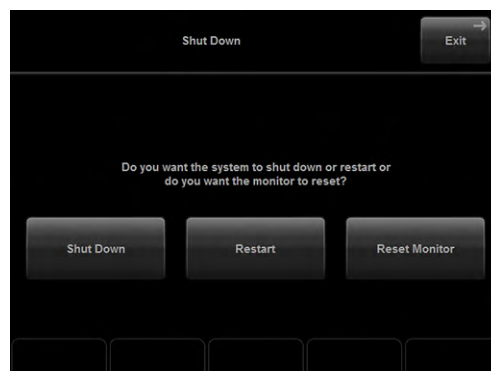 Shut Down
Exit
Do you want the system to shut down or restart or
do you want the monitor to reset?
Shut Down
Restart
Reset Monitor